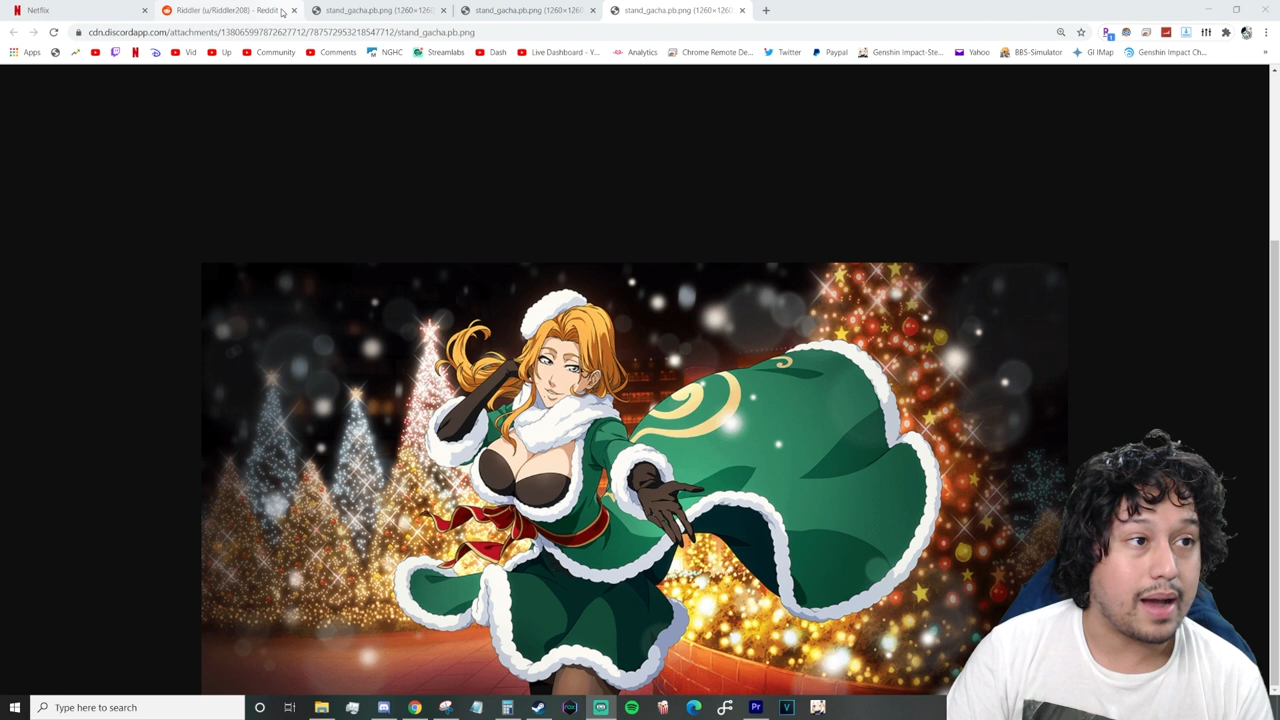 Netflix
Riddler (u/Riddler208) - Reddit
stand_gacha.pb.png (1260×126
stand_gacha.pb.png (1260×126
stand_gacha.pb.png (1260×126
cdn.discordapp.com/attachments/138065997872627712/787572953218547712/stand_gacha.pb.png
Apps
Vid
Up
Community
Comments
NGHC
Streamlabs
Dash
Live Dashboard - Y...
Analytics
Chrome Remote De...
Twitter
Paypal
Genshin Impact-Ste...
Yahoo
BBS-Simulator
GI IMap
Genshin Impact Ch...
Type here to search
Pr
V